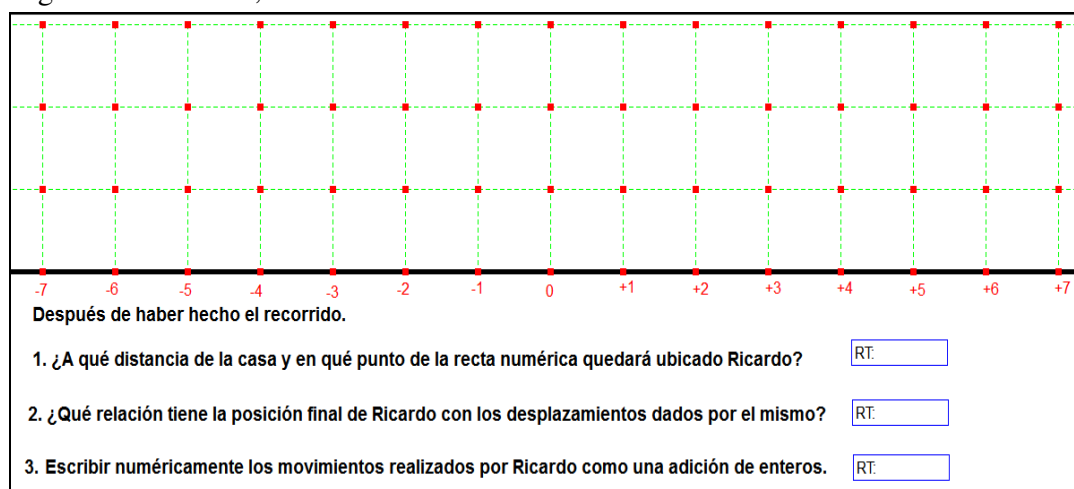 -7 -6 -5 -4 -3 -2 -1 0 +1 +2 +3 +4 +5 +6 +7
Después de haber hecho el recorrido.
1. ¿A qué distancia de la casa y en qué punto de la recta numérica quedará ubicado Ricardo? RT:
2. ¿Qué relación tiene la posición final de Ricardo con los desplazamientos dados por el mismo? RT:
3. Escribir numéricamente los movimientos realizados por Ricardo como una adición de enteros. RT: